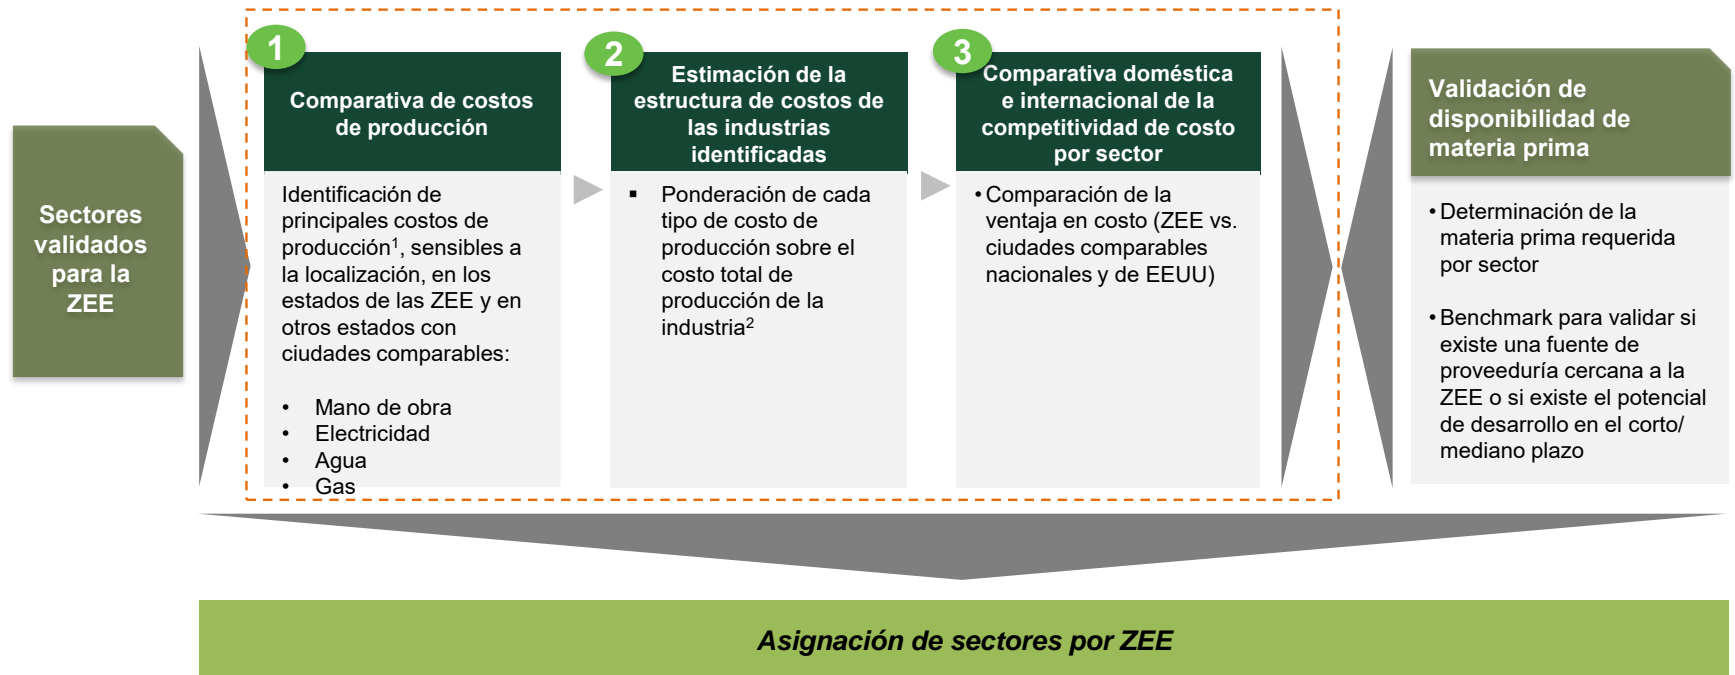 Sectores
validados
para la
ZEE
1
Comparativa de costos
de producción
Identificación de
principales costos de
producción¹, sensibles a
la localización, en los
estados de las ZEE y en
otros estados con
ciudades comparables:
• Mano de obra
• Electricidad
• Agua
• Gas
2
Estimación de la
estructura de costos de
las industrias
identificadas
▪ Ponderación de cada
tipo de costo de
producción sobre el
costo total de
producción de la
industria²
3
Comparativa doméstica
e internacional de la
competitividad de costo
por sector
• Comparación de la
ventaja en costo (ZEE vs.
ciudades comparables
nacionales y de EEUU)
Validación de
disponibilidad de
materia prima
• Determinación de la
materia prima requerida
por sector
• Benchmark para validar si
existe una fuente de
proveeduría cercana a la
ZEE o si existe el potencial
de desarrollo en el corto/
mediano plazo
Asignación de sectores por ZEE